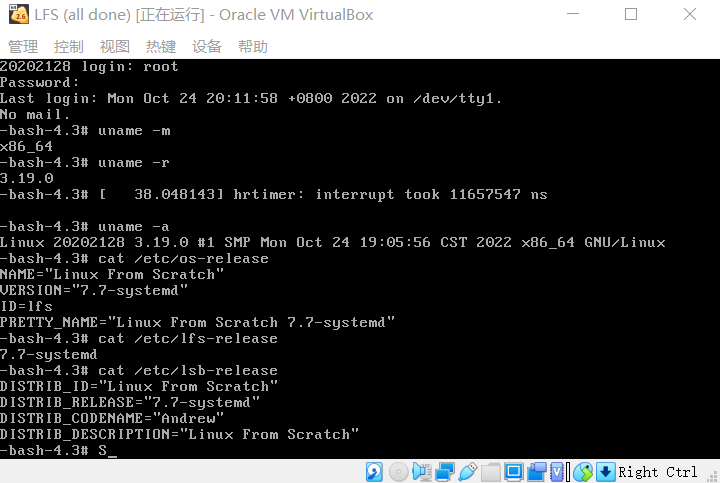 LFS (all done) [正在运行] - Oracle VM VirtualBox
管理 控制 视图 热键 设备 帮助
20202128 login: root
Password:
Last login: Mon Oct 24 20:11:58 +0800 2022 on /dev/tty1.
No mail.
-bash-4.3# uname -m
x86_64
-bash-4.3# uname -r
3.19.0
-bash-4.3# [   38.048143] hrtimer: interrupt took 11657547 ns
-bash-4.3# uname -a
Linux 20202128 3.19.0 #1 SMP Mon Oct 24 19:05:56 CST 2022 x86_64 GNU/Linux
-bash-4.3# cat /etc/os-release
NAME="Linux From Scratch"
VERSION="7.7-systemd"
ID=lfs
PRETTY_NAME="Linux From Scratch 7.7-systemd"
-bash-4.3# cat /etc/lfs-release
7.7-systemd
-bash-4.3# cat /etc/lsb-release
DISTRIB_ID="Linux From Scratch"
DISTRIB_RELEASE="7.7-systemd"
DISTRIB_CODENAME="Andrew"
DISTRIB_DESCRIPTION="Linux From Scratch"
-bash-4.3# S_
Right Ctrl